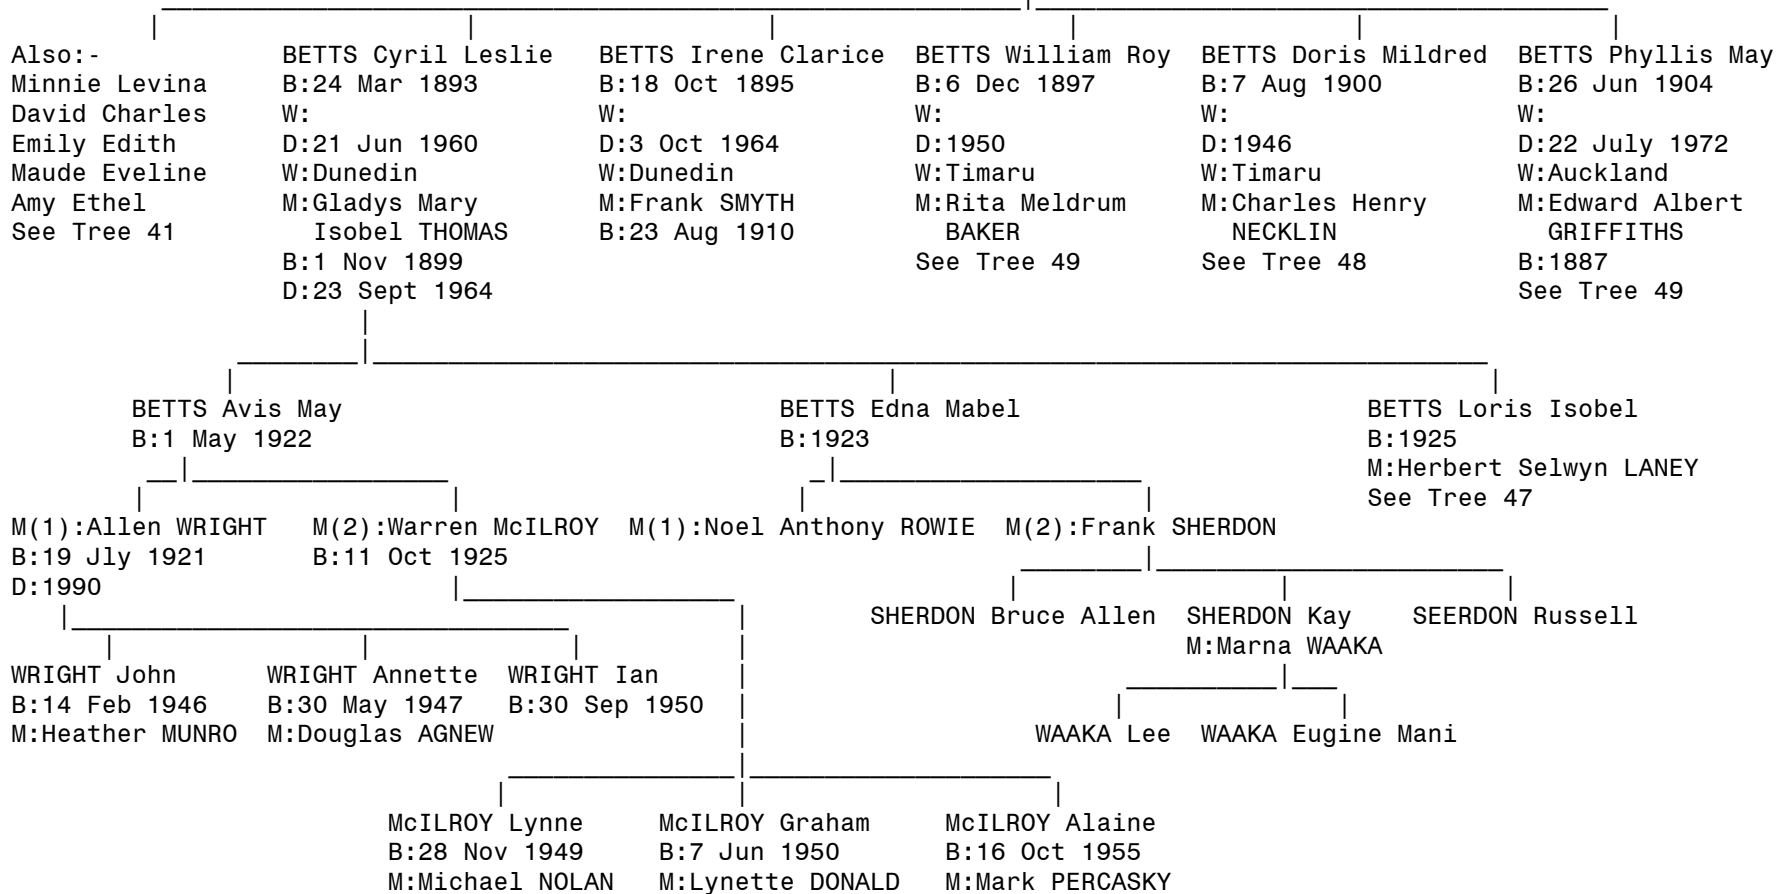 Also:- BETTS Cyril Leslie BETTS Irene Clarice BETTS William Roy BETTS Doris Mildred BETTS Phyllis May
Minnie Levina B:24 Mar 1893 B:18 Oct 1895 B:6 Dec 1897 B:7 Aug 1900 B:26 Jun 1904
David Charles W: W: W: W: W:
Emily Edith D:21 Jun 1960 D:3 Oct 1964 D:1950 D:1946 D:22 July 1972
Maude Eveline W:Dunedin W:Dunedin W:Timaru W:Timaru W:Auckland
Amy Ethel M:Gladys Mary M:Frank SMYTH M:Rita Meldrum M:Charles Henry M:Edward Albert
See Tree 41 Isobel THOMAS B:23 Aug 1910 BAKER NECKLIN GRIFFITHS
B:1 Nov 1899 See Tree 49 See Tree 48 B:1887
D:23 Sept 1964 See Tree 49
BETTS Avis May BETTS Edna Mabel BETTS Loris Isobel
B:1 May 1922 B:1923 B:1925
M:Herbert Selwyn LANEY
See Tree 47
M(1):Allen WRIGHT M(2):Warren McILROY M(1):Noel Anthony ROWIE M(2):Frank SHERDON
B:19 Jly 1921 B:11 Oct 1925
D:1990
SHERDON Bruce Allen SHERDON Kay SEERDON Russell
M:Marna WAAKA
WRIGHT John WRIGHT Annette WRIGHT Ian
B:14 Feb 1946 B:30 May 1947 B:30 Sep 1950
M:Heather MUNRO M:Douglas AGNEW WAAKA Lee WAAKA Eugine Mani
McILROY Lynne McILROY Graham McILROY Alaine
B:28 Nov 1949 B:7 Jun 1950 B:16 Oct 1955
M:Michael NOLAN M:Lynette DONALD M:Mark PERCASKY